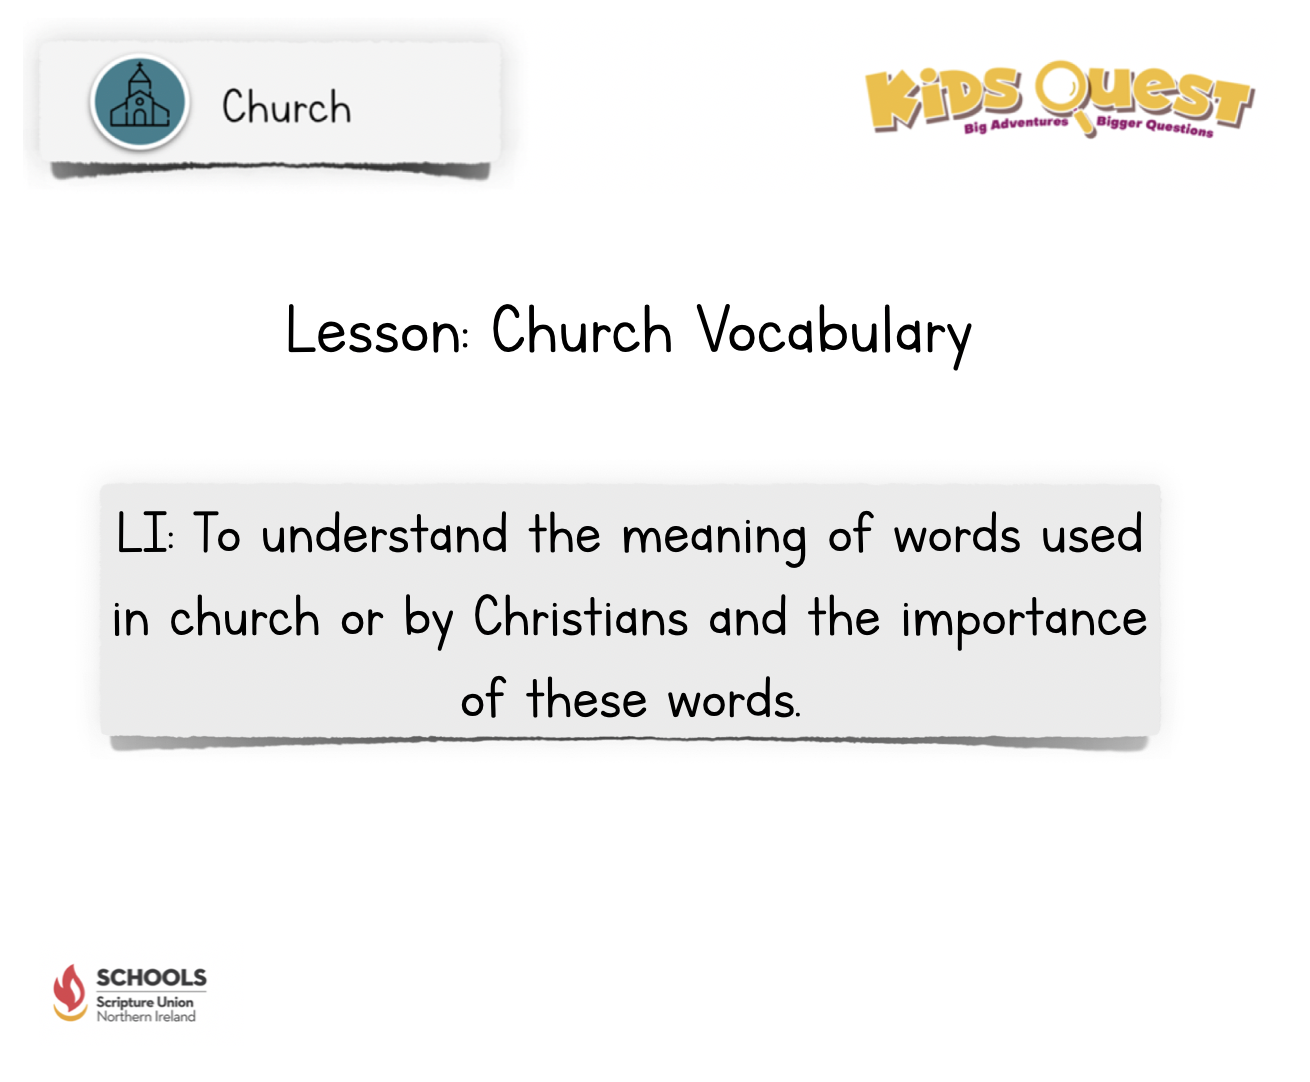 Church
KiDS QUEST
Big Adventures Bigger Questions
Lesson: Church Vocabulary
LI: To understand the meaning of words used
in church or by Christians and the importance
of these words.
SCHOOLS
Scripture Union
Northern Ireland